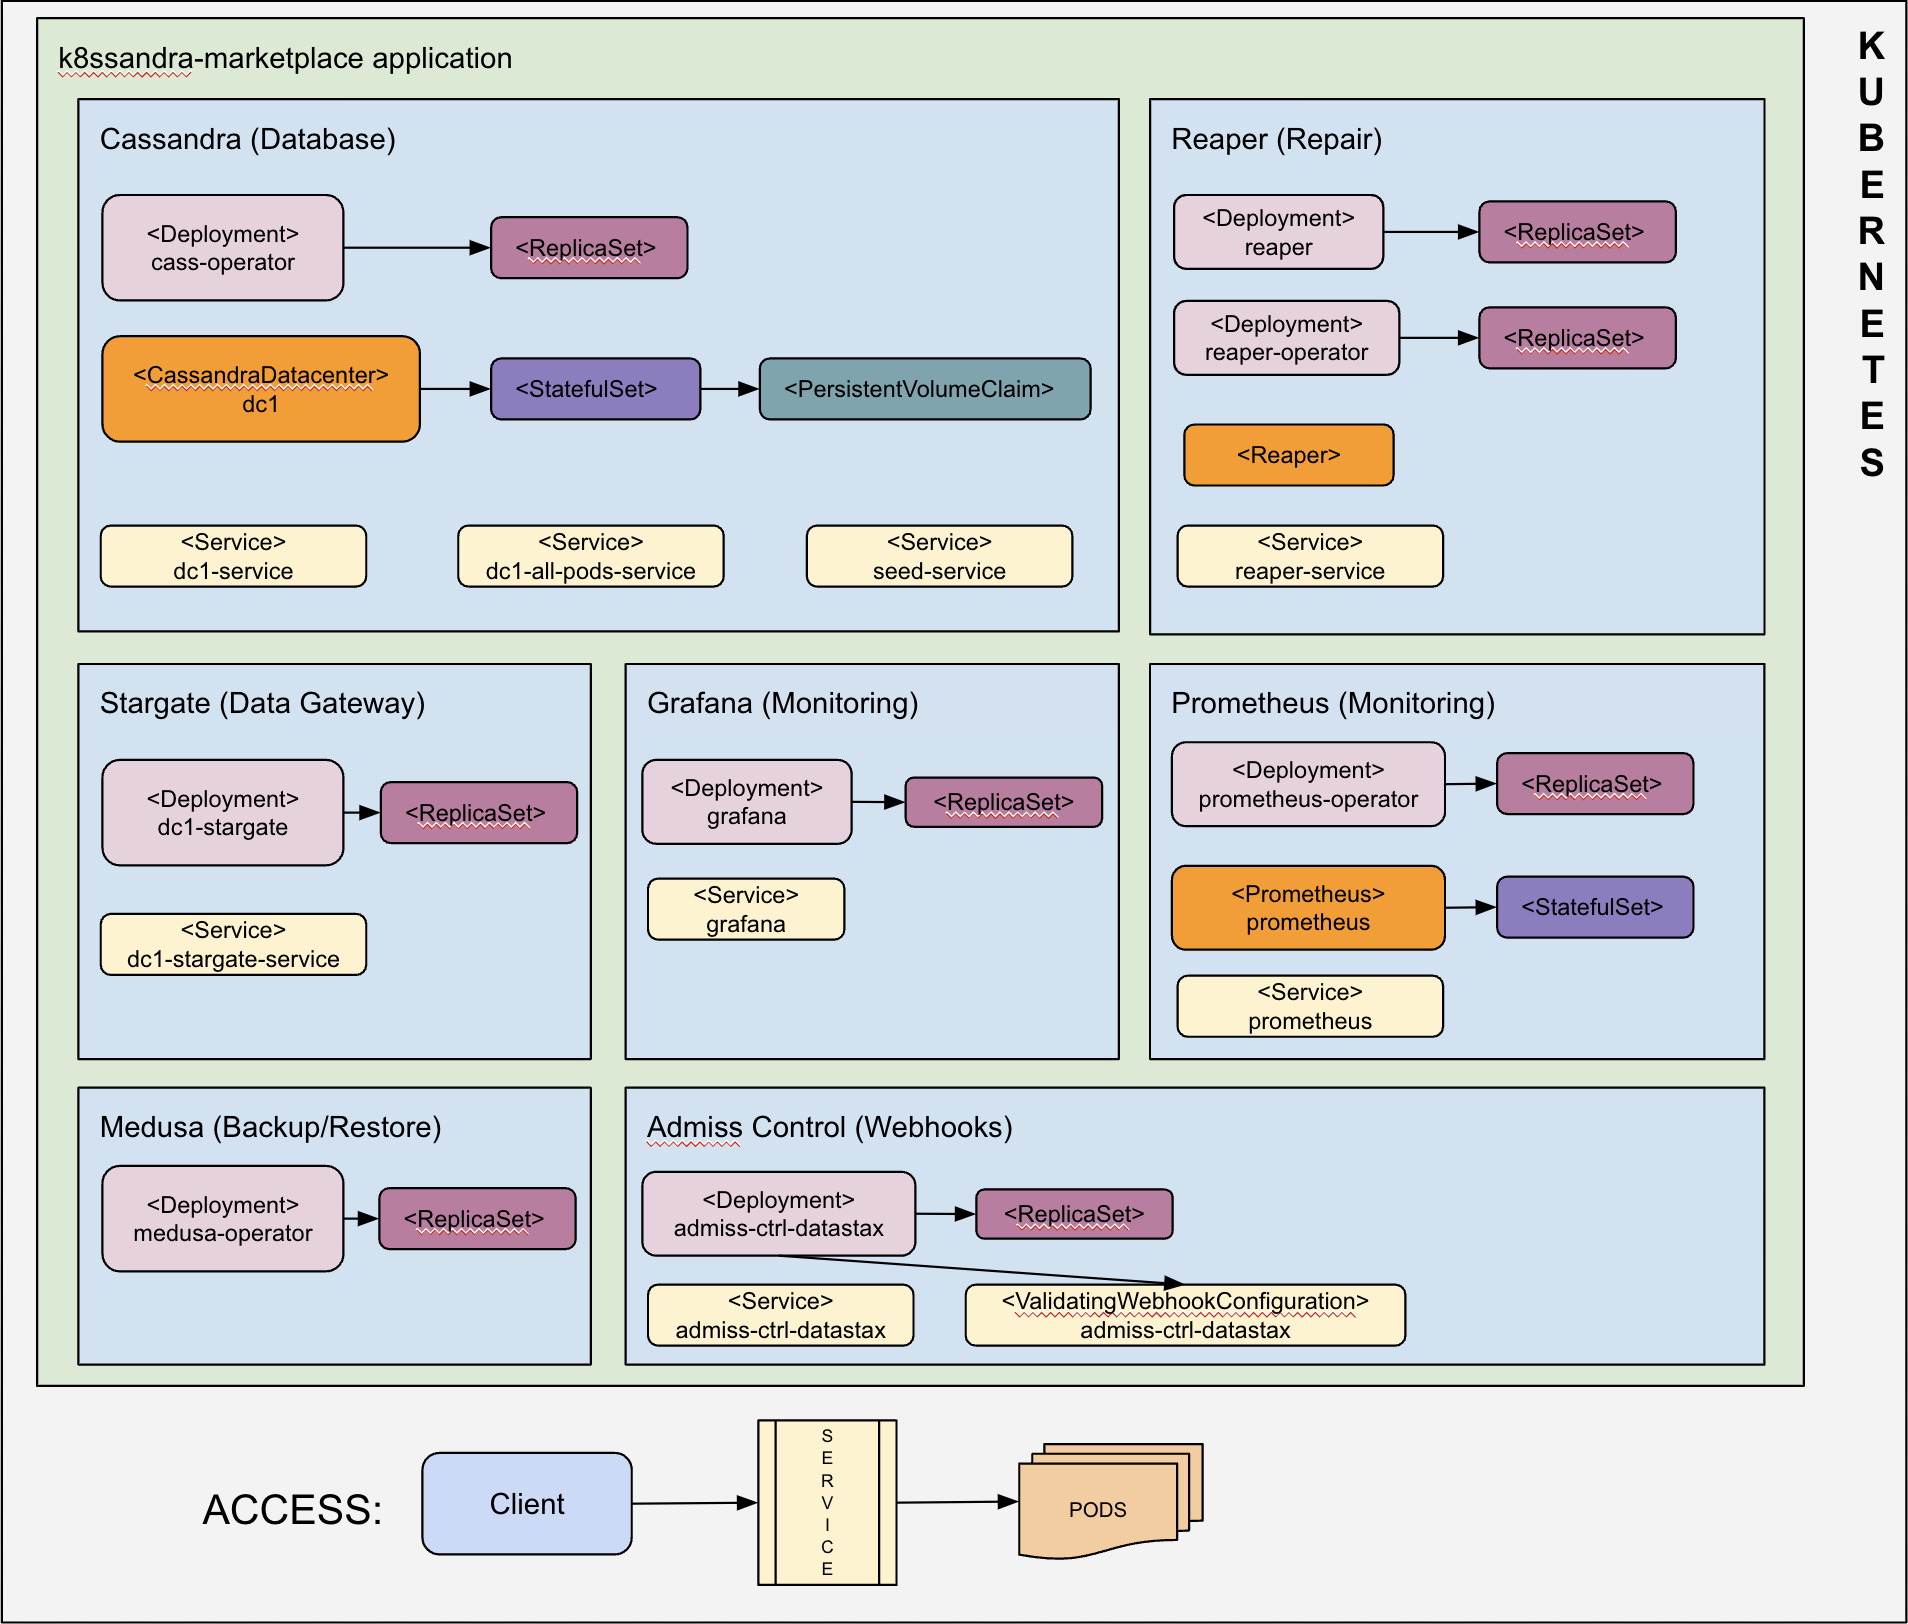 k8ssandra-marketplace application
KUBERNETES
Cassandra (Database)
<Deployment>
cass-operator
<ReplicaSet>
<CassandraDatacenter>
dc1
<StatefulSet>
<PersistentVolumeClaim>
<Service>
dc1-service
<Service>
dc1-all-pods-service
<Service>
seed-service
Reaper (Repair)
<Deployment>
reaper
<ReplicaSet>
<Deployment>
reaper-operator
<ReplicaSet>
<Reaper>
<Service>
reaper-service
Stargate (Data Gateway)
<Deployment>
dc1-stargate
<ReplicaSet>
<Service>
dc1-stargate-service
Grafana (Monitoring)
<Deployment>
grafana
<ReplicaSet>
<Service>
grafana
Prometheus (Monitoring)
<Deployment>
prometheus-operator
<ReplicaSet>
<Prometheus>
prometheus
<StatefulSet>
<Service>
prometheus
Medusa (Backup/Restore)
<Deployment>
medusa-operator
<ReplicaSet>
Admiss Control (Webhooks)
<Deployment>
admiss-ctrl-datastax
<ReplicaSet>
<Service>
admiss-ctrl-datastax
<ValidatingWebhookConfiguration>
admiss-ctrl-datastax
ACCESS:
Client
SERVICE
PODS